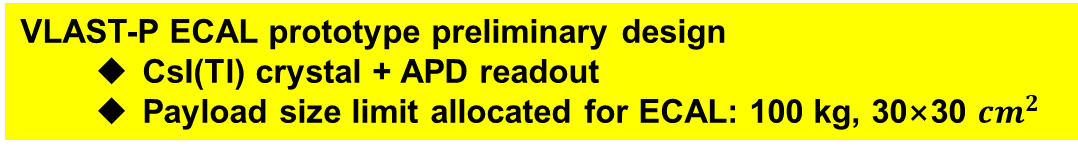 VLAST-P ECAL prototype preliminary design
◆ CsI(Tl) crystal + APD readout
◆ Payload size limit allocated for ECAL: 100 kg, 30×30 cm²